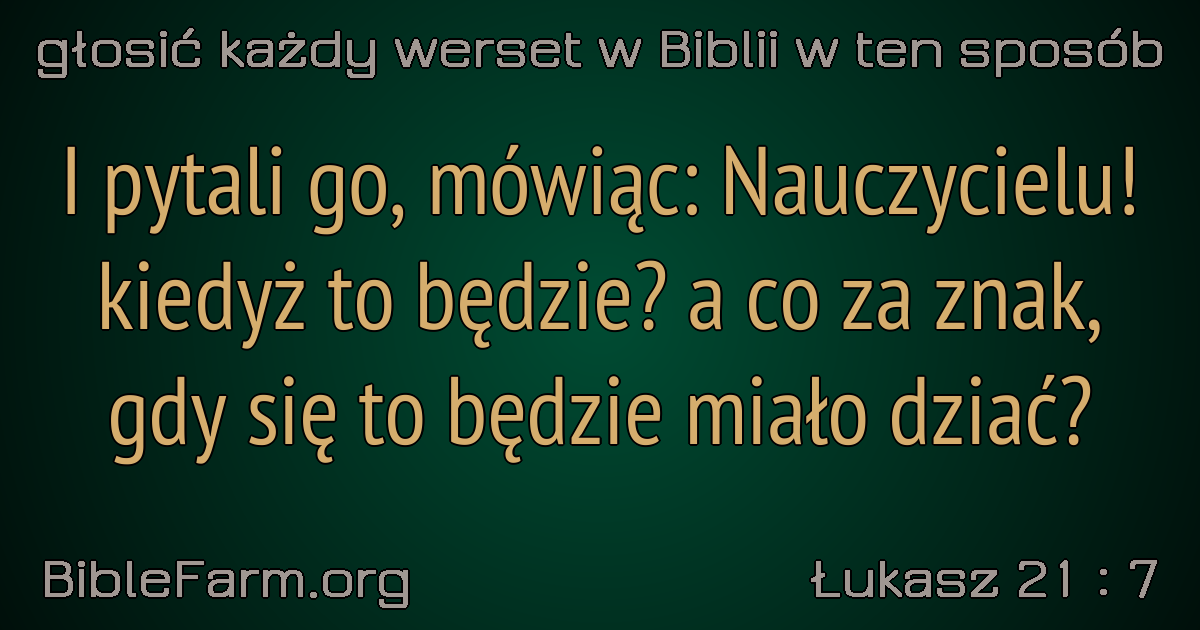 głosić każdy werset w Biblii w ten sposób
I pytali go, mówiąc: Nauczycielu!
kiedyż to będzie? a co za znak,
gdy się to będzie miało dziać?
BibleFarm.org
Łukasz 21 : 7